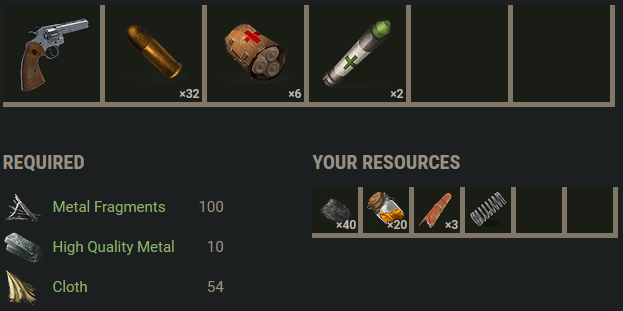 ×32
×6
×2
REQUIRED
YOUR RESOURCES
Metal Fragments 100
×40
×20
×3
High Quality Metal 10
Cloth 54